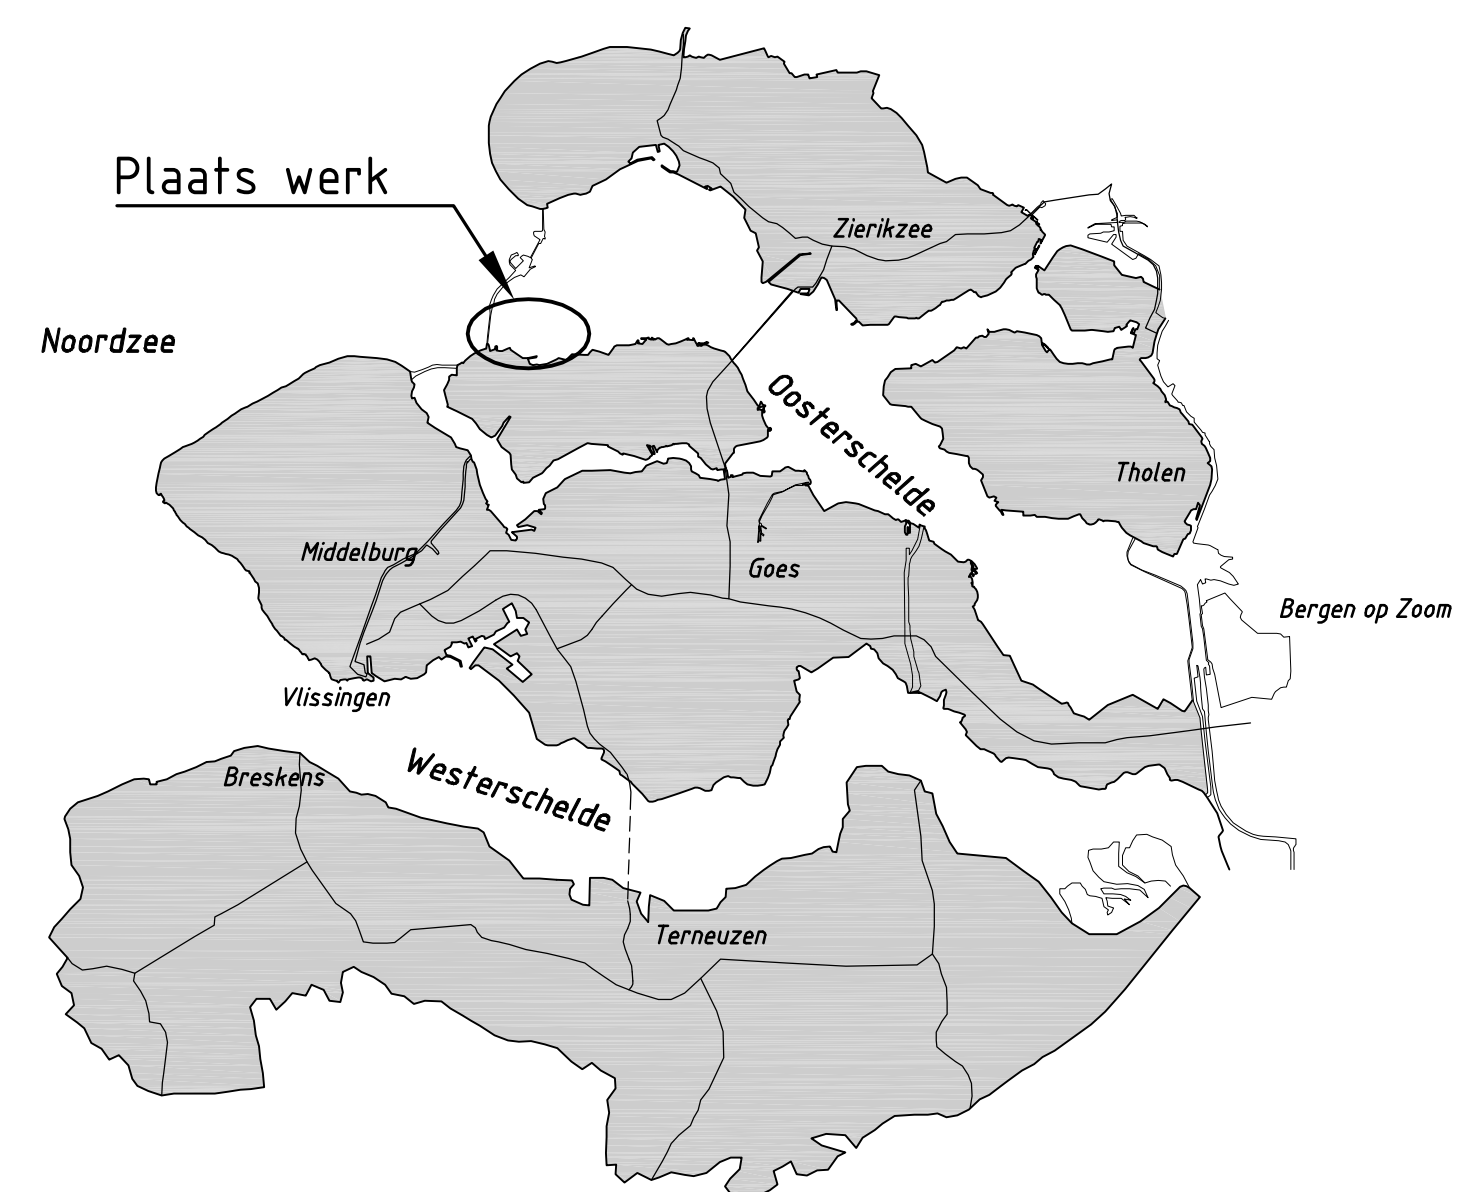 Plaats werk
Zierikzee
Noordzee
Oosterschelde
Tholen
Middelburg
Goes
Bergen op Zoom
Vlissingen
Westerschelde
Breskens
Terneuzen